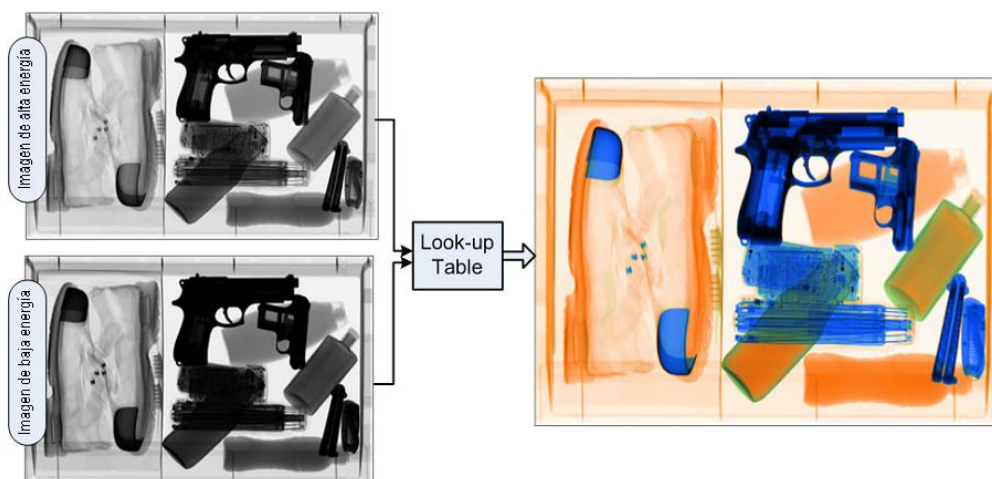 Imagen de alta energía
Imagen de baja energía
Look-up
Table